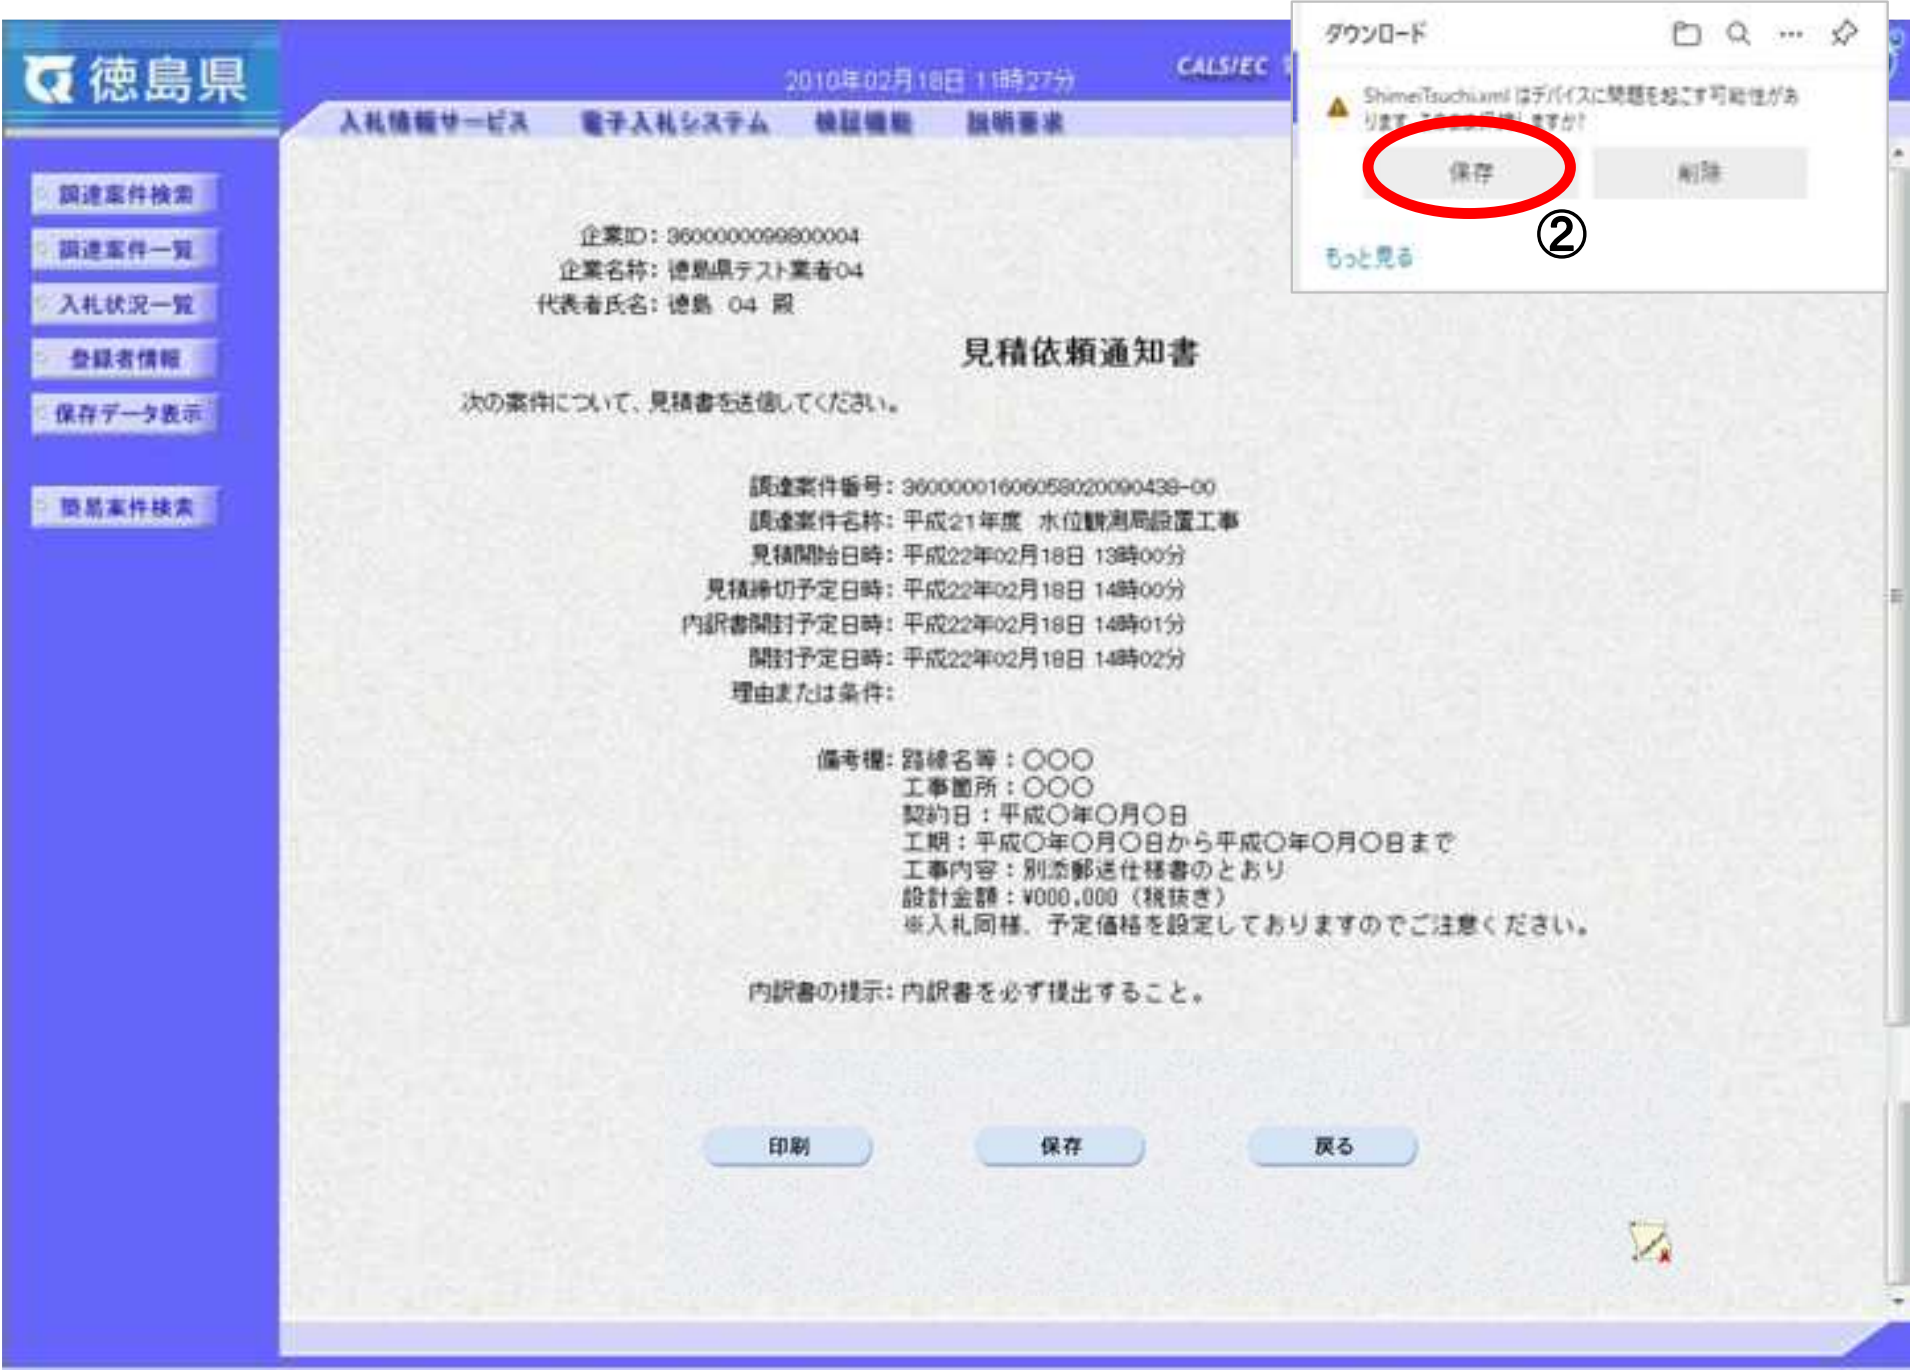 徳島県
2010年02月18日 11時27分
CALS/EC
入札情報サービス 電子入札システム 検証機能 説明要求
調達案件検索
調達案件一覧
入札状況一覧
登録者情報
保存データ表示
簡易案件検索
ダウンロード
ShimeiTsuchi.xml はデバイスに問題を起こす可能性があ
ります
ますか?
保存 削除
②
もっと見る
企業ID: 3600000099800004
企業名称: 徳島県テスト業者04
代表者氏名: 徳島 04 殿
見積依頼通知書
次の案件について、見積書を送信してください。
調達案件番号: 36000001606058020090438-00
調達案件名称: 平成21年度 水位観測局設置工事
見積開始日時: 平成22年02月18日 13時00分
見積締切予定日時: 平成22年02月18日 14時00分
内訳書開封予定日時: 平成22年02月18日 14時01分
開封予定日時: 平成22年02月18日 14時02分
理由または条件:
備考欄: 路線名等：〇〇〇
工事箇所：〇〇〇
契約日：平成〇年〇月〇日
工期：平成〇年〇月〇日から平成〇年〇月〇日まで
工事内容：別添郵送仕様書のとおり
設計金額：¥000,000（税抜き）
※入札同様、予定価格を設定しておりますのでご注意ください。
内訳書の提示: 内訳書を必ず提出すること。
印刷 保存 戻る